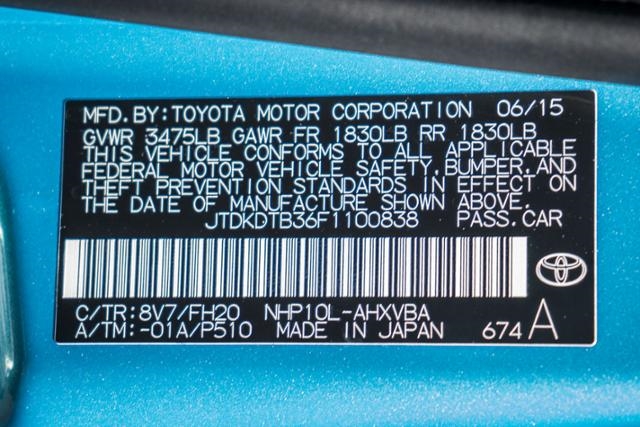 MFD.BY:TOYOTA MOTOR CORPORATION 06/15
GVWR 3475LB GAWR FR 1830LB RR 1830LB
THIS VEHICLE CONFORMS TO ALL APPLICABLE
FEDERAL MOTOR VEHICLE SAFETY,BUMPER,AND
THEFT PREVENTION STANDARDS IN EFFECT ON
THE DATE OF MANUFACTURE SHOWN ABOVE.
JTDKDTB36F1100838 PASS.CAR
C/TR:8V7/FH20 NHP10L-AHXVBA
A/TM:-01A/P510 MADE IN JAPAN 674 A